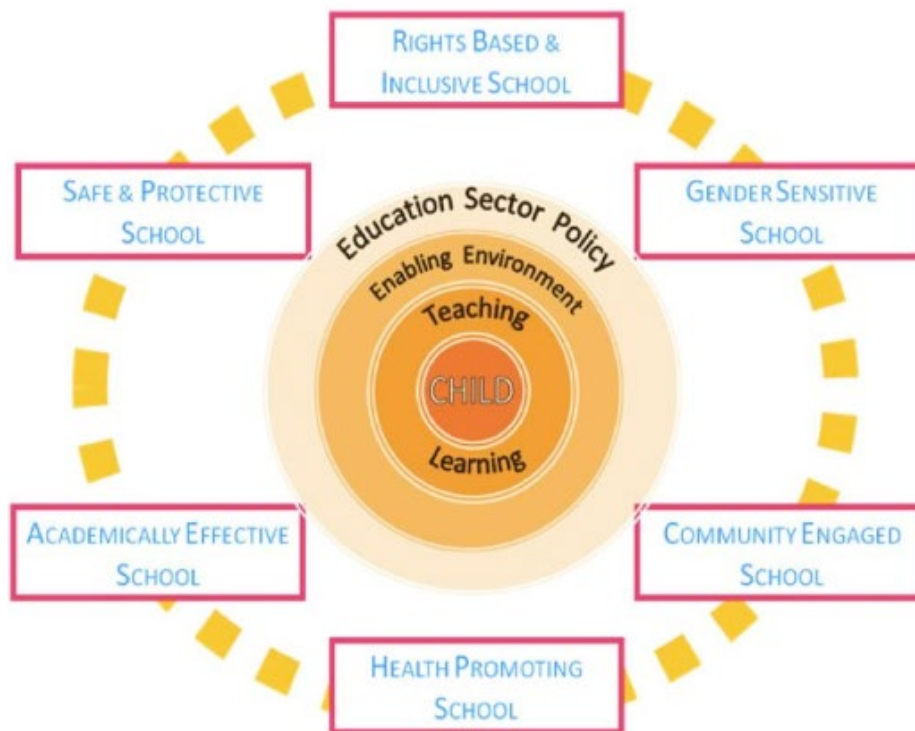 RIGHTS BASED &
INCLUSIVE SCHOOL
SAFE & PROTECTIVE
SCHOOL
GENDER SENSITIVE
SCHOOL
Education Sector Policy
Enabling Environment
Teaching
CHILD
Learning
ACADEMICALLY EFFECTIVE
SCHOOL
COMMUNITY ENGAGED
SCHOOL
HEALTH PROMOTING
SCHOOL